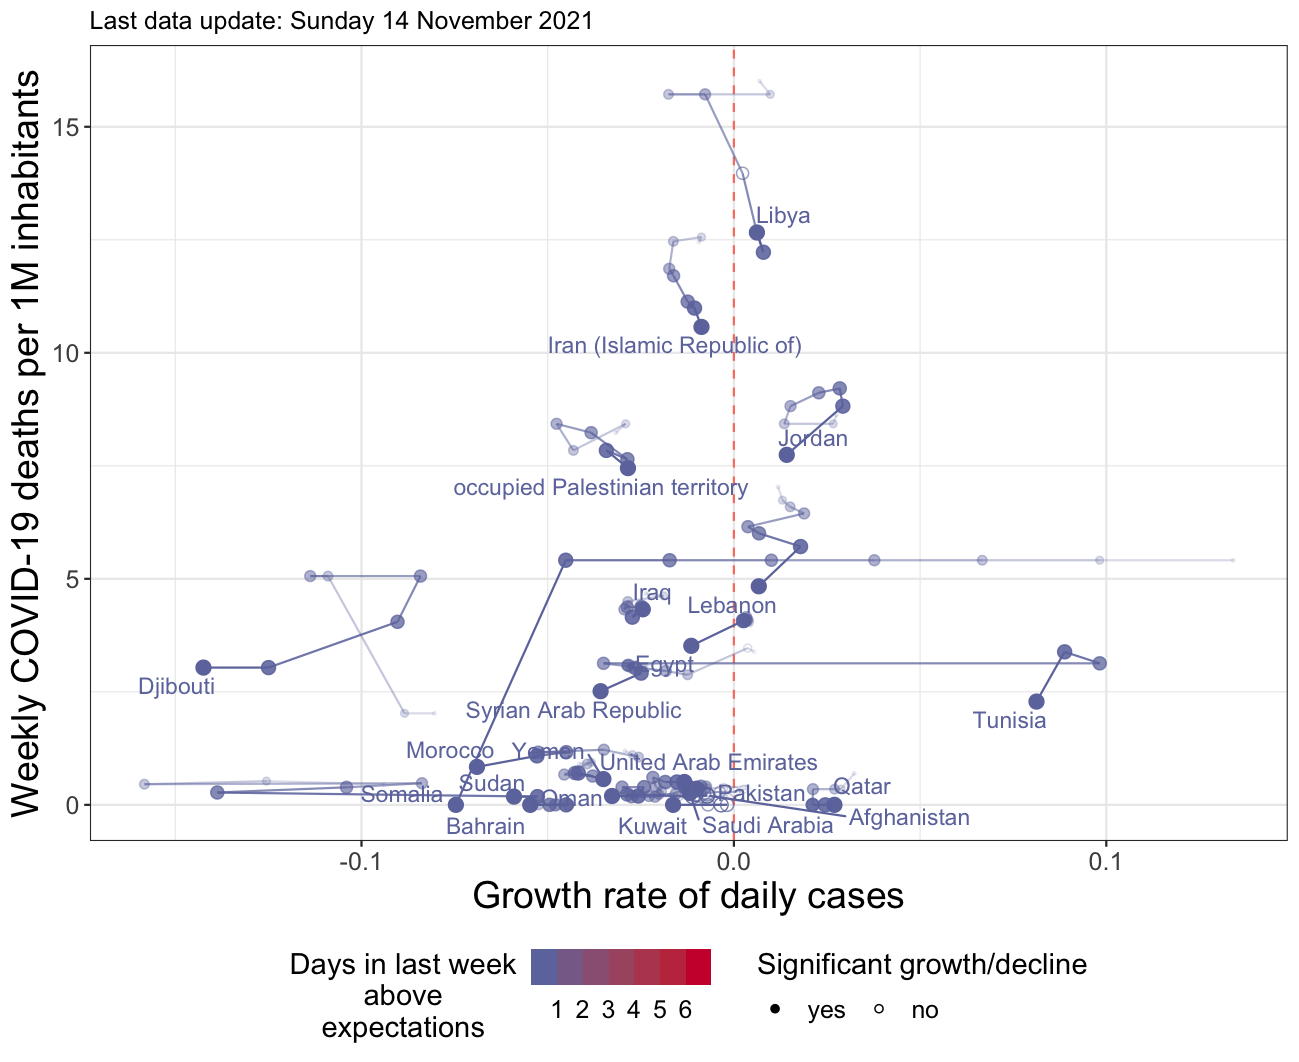 Last data update: Sunday 14 November 2021
Weekly COVID-19 deaths per 1M inhabitants
15
10
5
0
Libya
Iran (Islamic Republic of)
Jordan
occupied Palestinian territory
Iraq
Lebanon
Egypt
Djibouti
Syrian Arab Republic
Tunisia
Morocco
Yemen
United Arab Emirates
Sudan
Somalia
Oman
Pakistan
Qatar
Bahrain
Kuwait
Saudi Arabia
Afghanistan
-0.1
0.0
0.1
Growth rate of daily cases
Days in last week
above
expectations
1 2 3 4 5 6
Significant growth/decline
yes
no